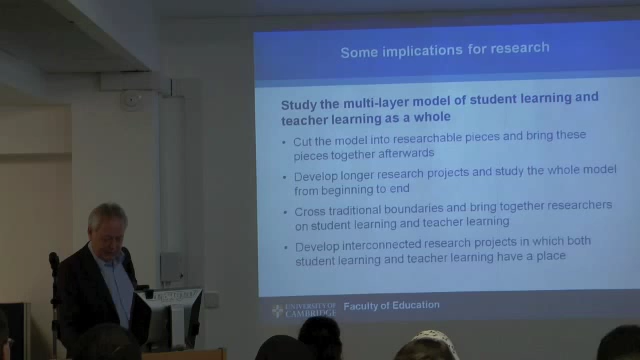 Some implications for research
Study the multi-layer model of student learning and
teacher learning as a whole
• Cut the model into researchable pieces and bring these
pieces together afterwards
• Develop longer research projects and study the whole model
from beginning to end
• Cross traditional boundaries and bring together researchers
on student learning and teacher learning
• Develop interconnected research projects in which both
student learning and teacher learning have a place
UNIVERSITY OF
CAMBRIDGE
Faculty of Education